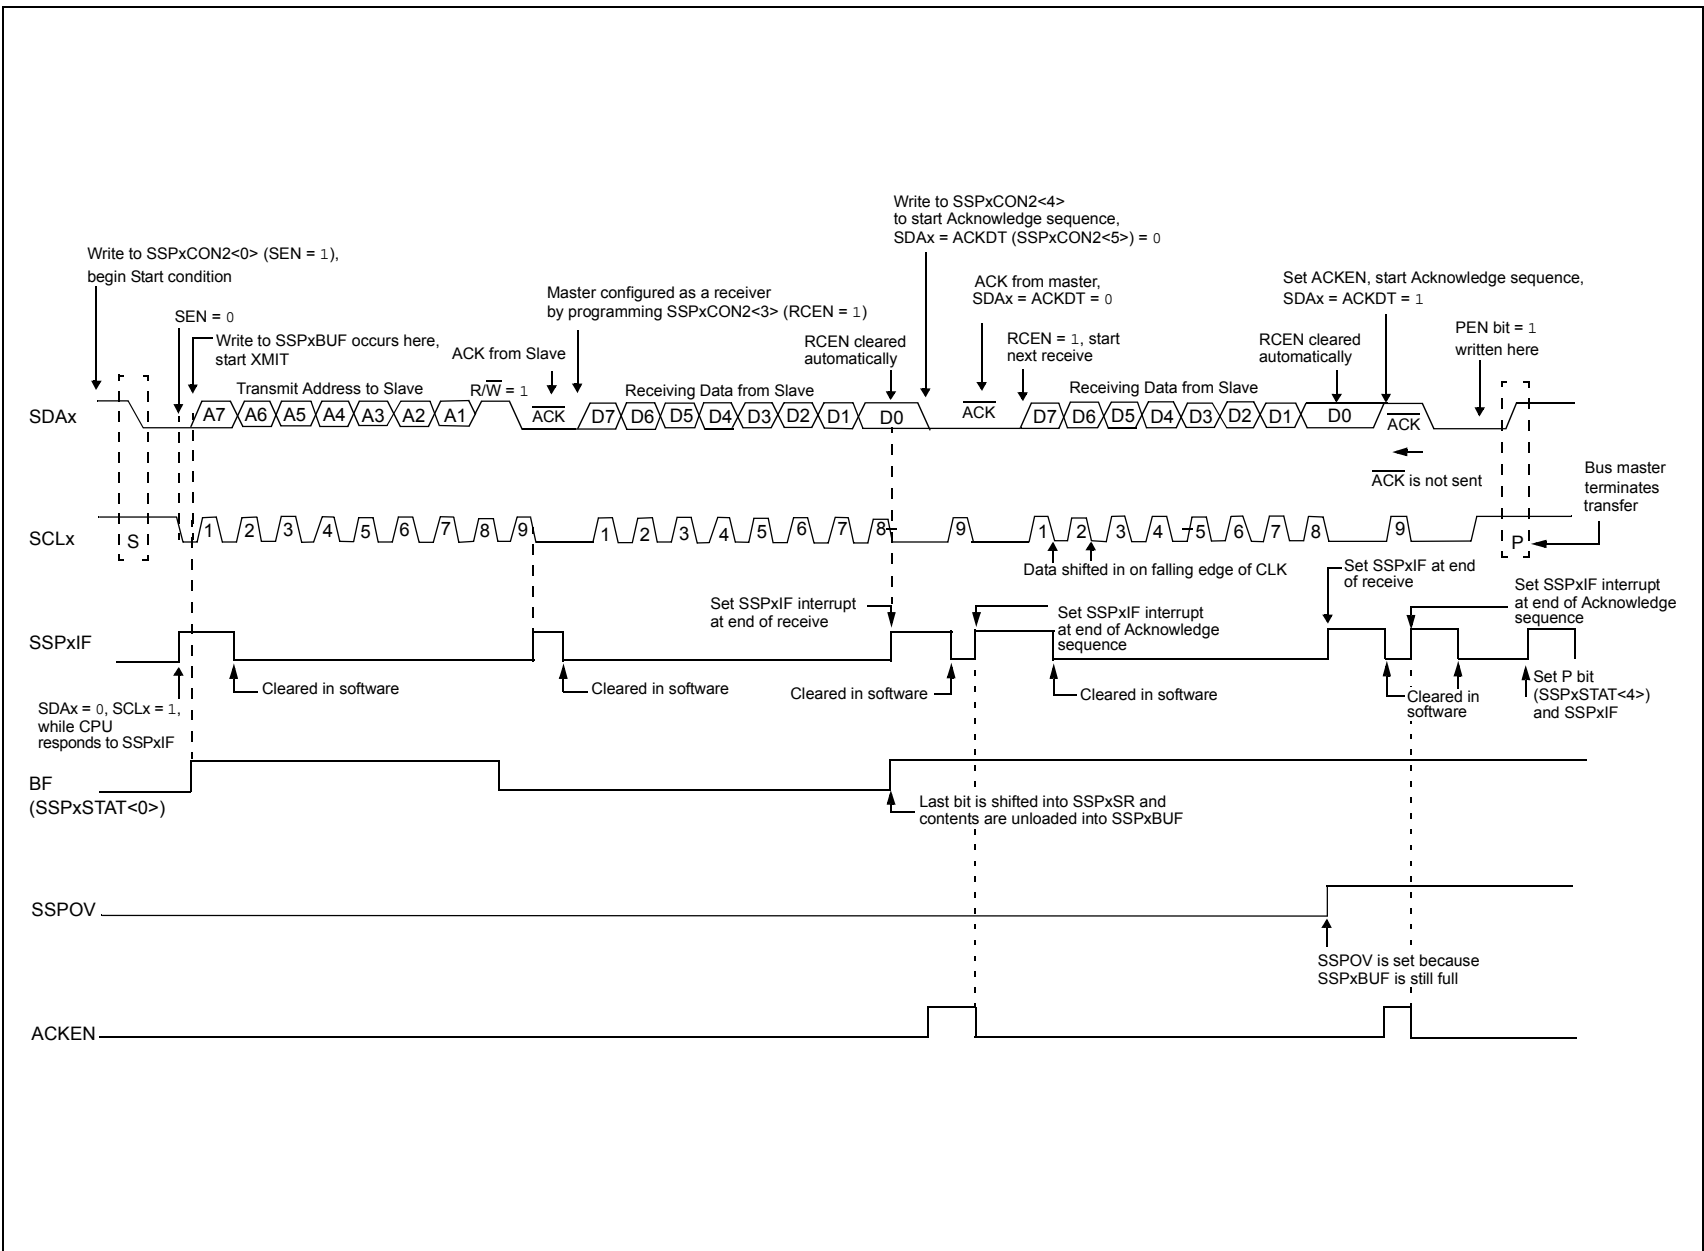 Write to SSPxCON2<4>
to start Acknowledge sequence,
SDAx = ACKDT (SSPxCON2<5>) = 0
Write to SSPxCON2<0> (SEN = 1),
begin Start condition
ACK from master,
SDAx = ACKDT = 0
Set ACKEN, start Acknowledge sequence,
SDAx = ACKDT = 1
Master configured as a receiver
by programming SSPxCON2<3> (RCEN = 1)
SEN = 0
Write to SSPxBUF occurs here,
start XMIT
ACK from Slave
RCEN cleared
automatically
RCEN = 1, start
next receive
RCEN cleared
automatically
PEN bit = 1
written here
Transmit Address to Slave
R/W = 1
Receiving Data from Slave
Receiving Data from Slave
SDAx
A7 A6 A5 A4 A3 A2 A1 ACK D7 D6 D5 D4 D3 D2 D1 D0 ACK D7 D6 D5 D4 D3 D2 D1 D0 ACK
ACK is not sent
Bus master
terminates
transfer
SCLx
S 1 2 3 4 5 6 7 8 9 1 2 3 4 5 6 7 8 9 1 2 3 4 5 6 7 8 9 P
Data shifted in on falling edge of CLK
Set SSPxIF at end
of receive
Set SSPxIF interrupt
at end of receive
Set SSPxIF interrupt
at end of Acknowledge
sequence
Set SSPxIF interrupt
at end of Acknowledge
sequence
SSPxIF
Cleared in software
Cleared in software
Cleared in software
Cleared in software
Cleared in
software
Set P bit
(SSPxSTAT<4>)
and SSPxIF
SDAx = 0, SCLx = 1,
while CPU
responds to SSPxIF
BF
(SSPxSTAT<0>)
Last bit is shifted into SSPxSR and
contents are unloaded into SSPxBUF
SSPOV
SSPOV is set because
SSPxBUF is still full
ACKEN